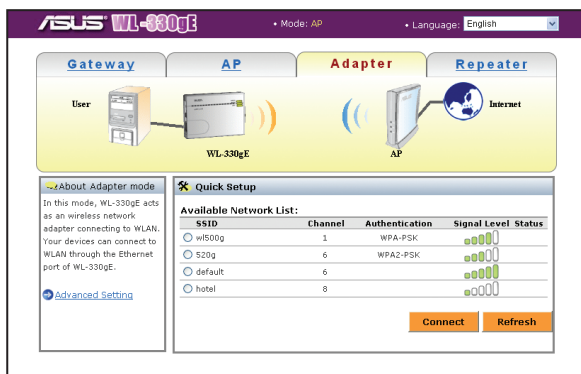 ASUS WL-330gE
• Mode: AP
• Language: English
Gateway
AP
Adapter
Repeater
User
WL-330gE
AP
Internet
About Adapter mode
In this mode, WL-330gE acts
as an wireless network
adapter connecting to WLAN.
Your devices can connect to
WLAN through the Ethernet
port of WL-330gE.
Advanced Setting
Quick Setup
Available Network List:
SSID Channel Authentication Signal Level Status
wl500g 1 WPA-PSK
520g 6 WPA2-PSK
default 6
hotel 8
Connect Refresh